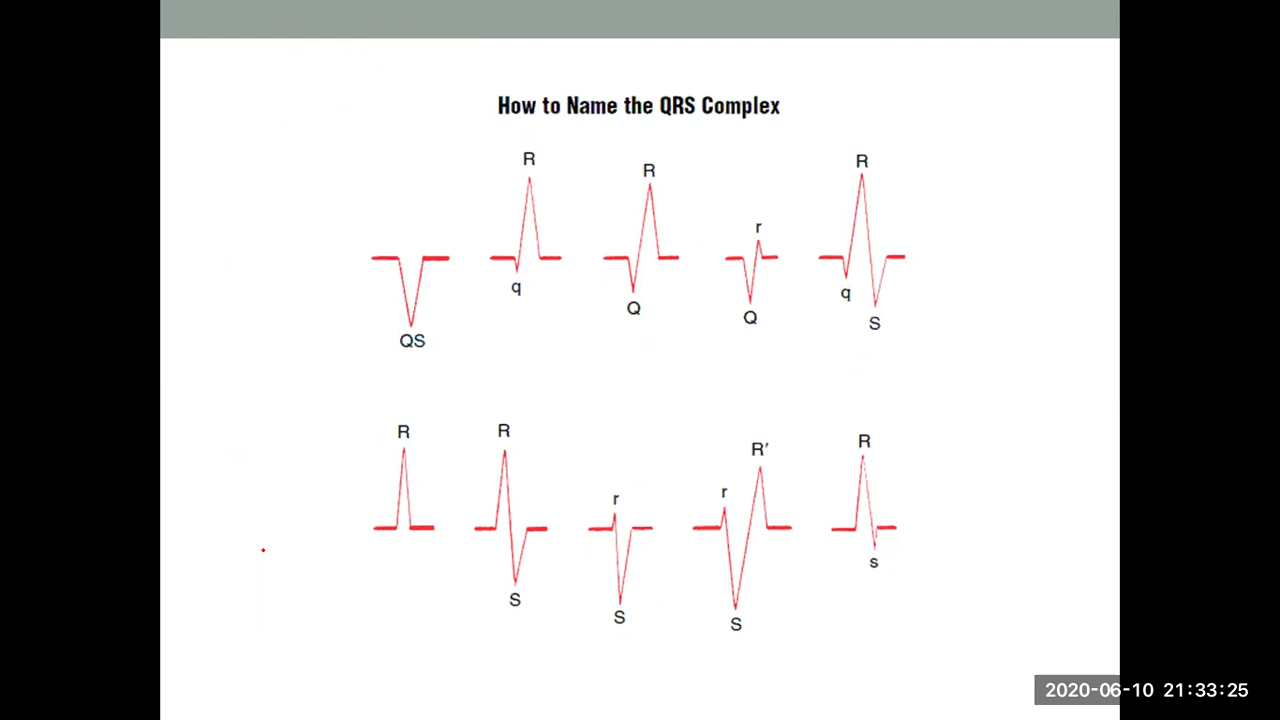 How to Name the QRS Complex
R R r R
q Q Q q S
QS
R R r r R′ R
S S S s
2020-06-10 21:33:25